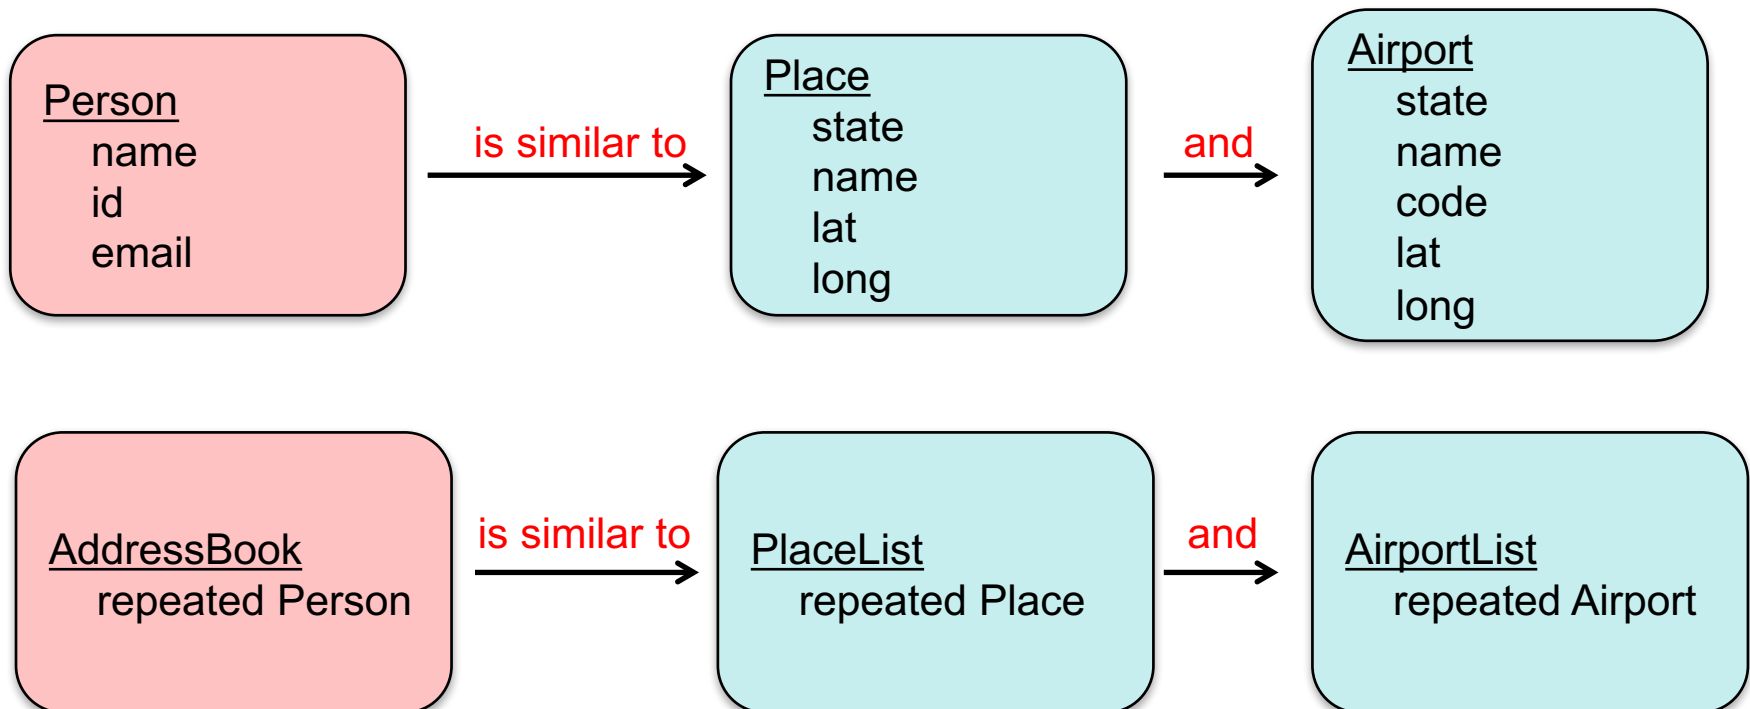 Person
name
id
email
is similar to
Place
state
name
lat
long
and
Airport
state
name
code
lat
long
AddressBook
repeated Person
is similar to
PlaceList
repeated Place
and
AirportList
repeated Airport